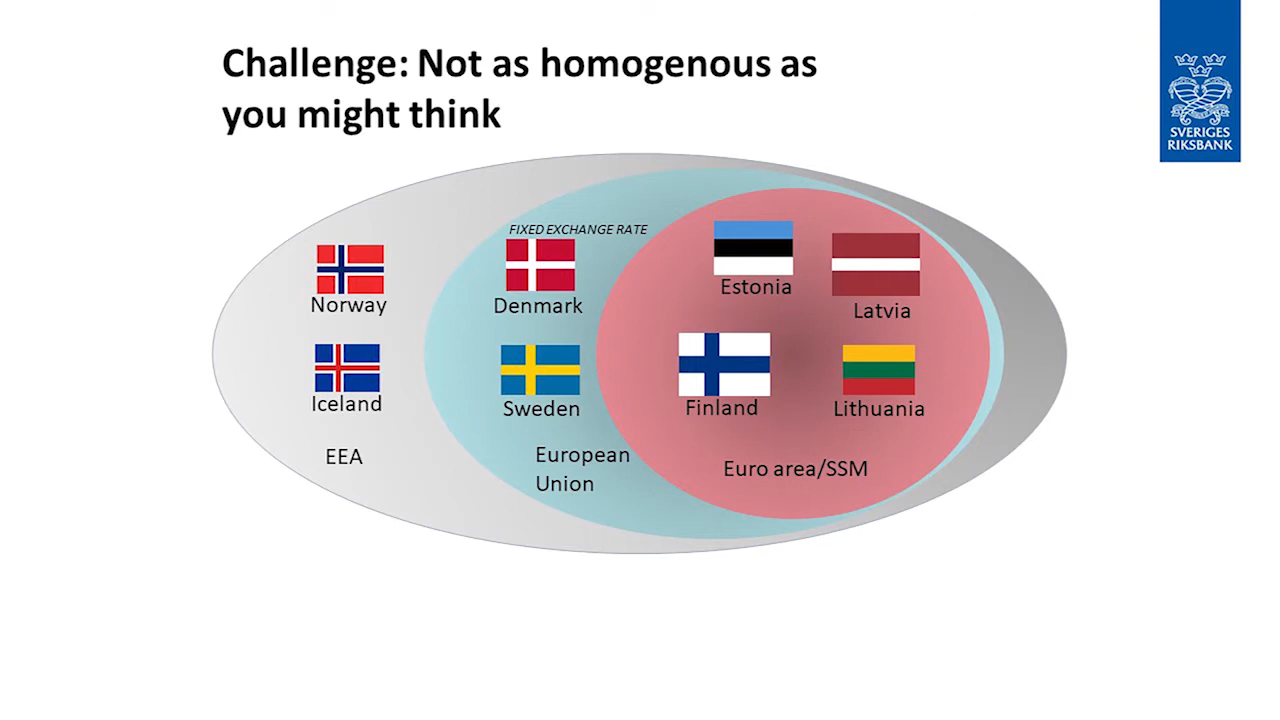 Challenge: Not as homogenous as
you might think
SVERIGES
RIKSBANK
FIXED EXCHANGE RATE
Norway
Denmark
Estonia
Latvia
Iceland
Sweden
Finland
Lithuania
EEA
European
Union
Euro area/SSM